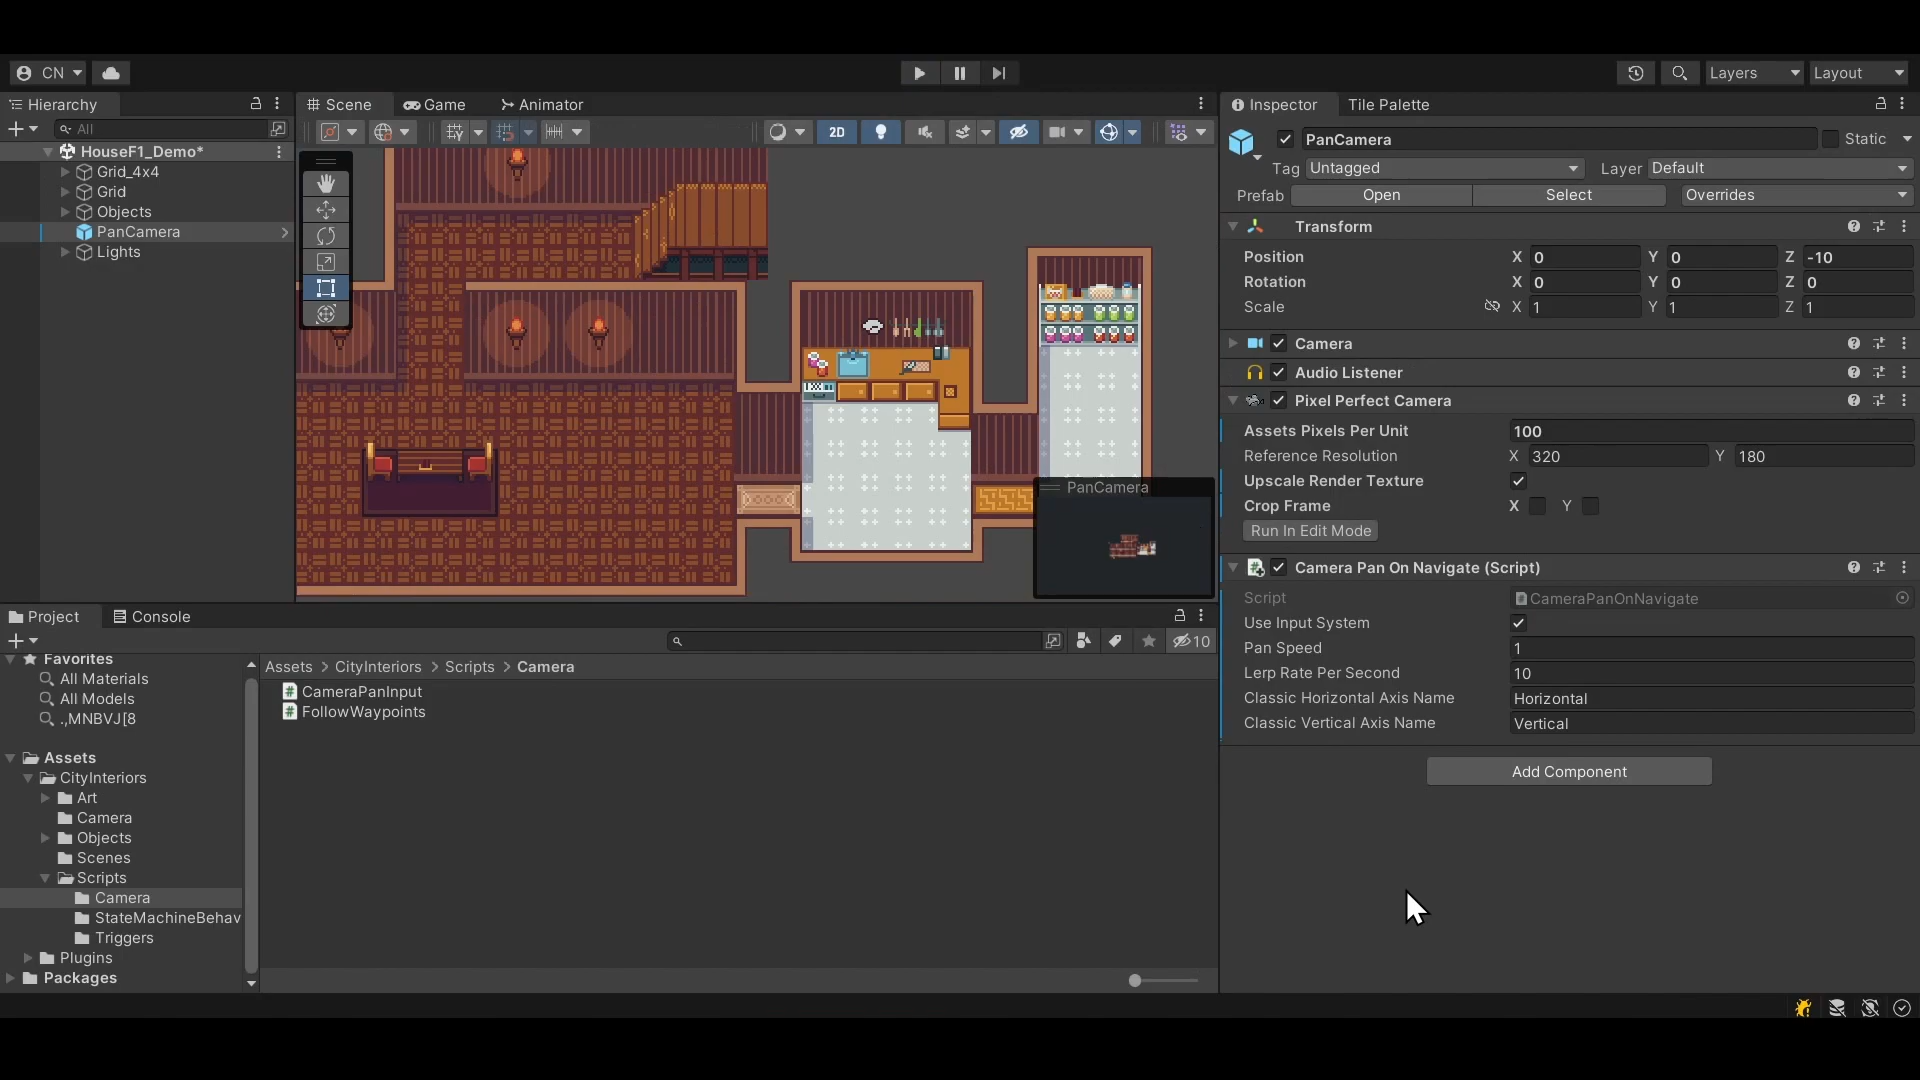 CN
Layers
Layout
Hierarchy
All
HouseF1_Demo*
Grid_4x4
Grid
Objects
PanCamera
Lights
Scene
Game
Animator
2D
PanCamera
Inspector
Tile Palette
PanCamera
Static
Tag
Untagged
Layer
Default
Prefab
Open
Select
Overrides
Transform
Position X 0 Y 0 Z -10
Rotation X 0 Y 0 Z 0
Scale X 1 Y 1 Z 1
Camera
Audio Listener
Pixel Perfect Camera
Assets Pixels Per Unit 100
Reference Resolution X 320 Y 180
Upscale Render Texture
Crop Frame X Y
Run In Edit Mode
Camera Pan On Navigate (Script)
Script CameraPanOnNavigate
Use Input System
Pan Speed 1
Lerp Rate Per Second 10
Classic Horizontal Axis Name Horizontal
Classic Vertical Axis Name Vertical
Add Component
Project
Console
10
Favorites
All Materials
All Models
.,MNBVJ[8
Assets
CityInteriors
Art
Camera
Objects
Scenes
Scripts
Camera
StateMachineBehav
Triggers
Plugins
Packages
Assets > CityInteriors > Scripts > Camera
CameraPanInput
FollowWaypoints